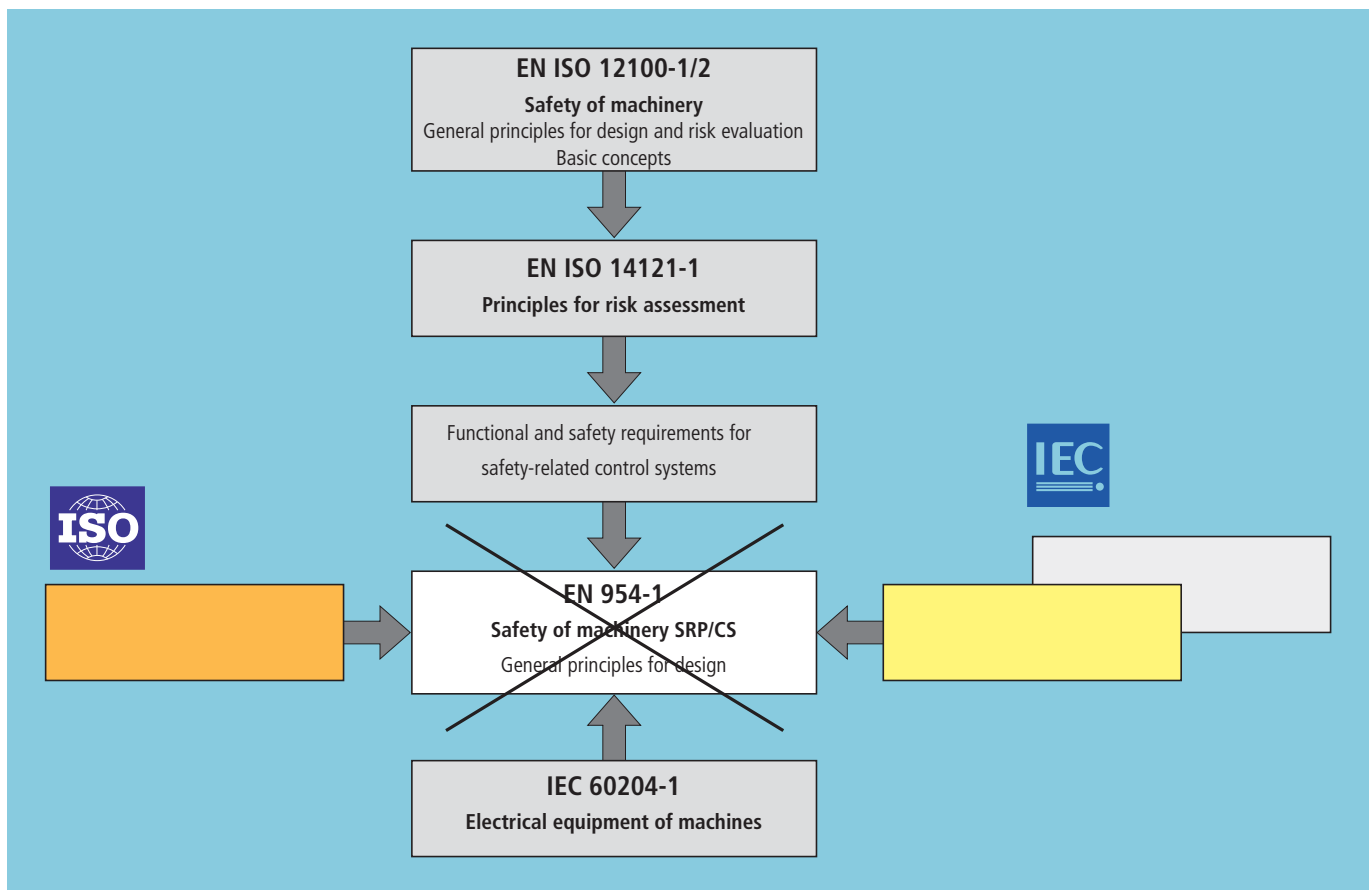 EN ISO 12100-1/2
Safety of machinery
General principles for design and risk evaluation
Basic concepts
EN ISO 14121-1
Principles for risk assessment
Functional and safety requirements for
safety-related control systems
IEC
ISO
EN 954-1
Safety of machinery SRP/CS
General principles for design
IEC 60204-1
Electrical equipment of machines